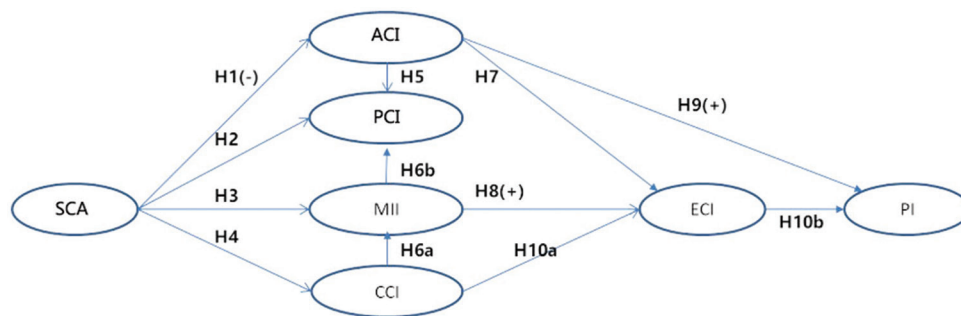 ACI
H1(-)
H5
H7
H9(+)
PCI
H2
H6b
H3
H8(+)
SCA
MII
ECI
PI
H10b
H4
H6a
H10a
CCI